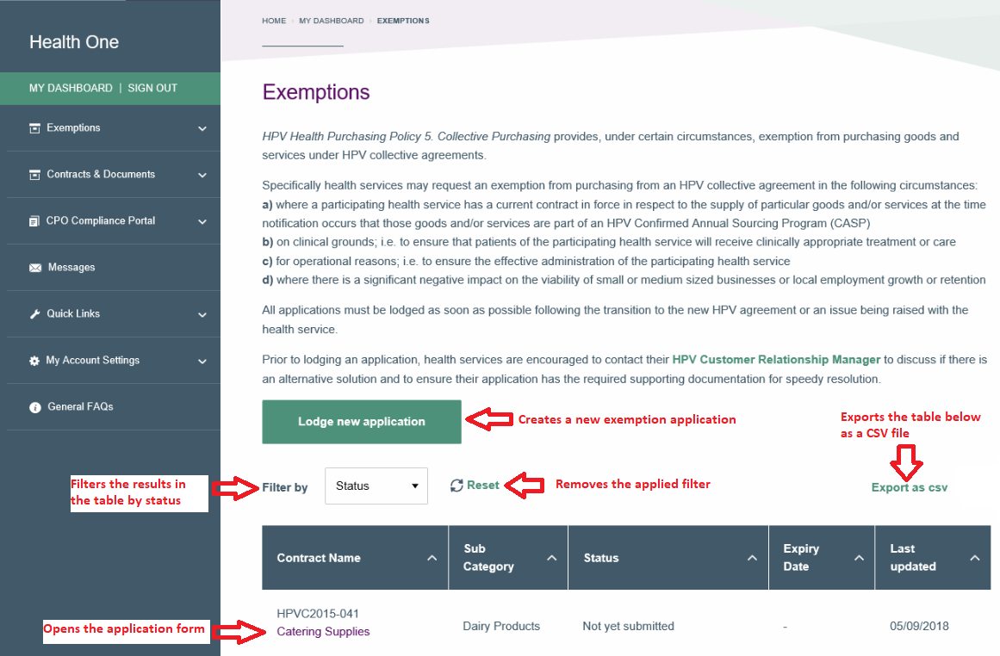 Health One
MY DASHBOARD | SIGN OUT
Exemptions
Contracts & Documents
CPO Compliance Portal
Messages
Quick Links
My Account Settings
General FAQs
HOME › MY DASHBOARD › EXEMPTIONS
Exemptions
HPV Health Purchasing Policy 5. Collective Purchasing provides, under certain circumstances, exemption from purchasing goods and
services under HPV collective agreements.
Specifically health services may request an exemption from purchasing from an HPV collective agreement in the following circumstances:
a) where a participating health service has a current contract in force in respect to the supply of particular goods and/or services at the time
notification occurs that those goods and/or services are part of an HPV Confirmed Annual Sourcing Program (CASP)
b) on clinical grounds; i.e. to ensure that patients of the participating health service will receive clinically appropriate treatment or care
c) for operational reasons; i.e. to ensure the effective administration of the participating health service
d) where there is a significant negative impact on the viability of small or medium sized businesses or local employment growth or retention
All applications must be lodged as soon as possible following the transition to the new HPV agreement or an issue being raised with the
health service.
Prior to lodging an application, health services are encouraged to contact their HPV Customer Relationship Manager to discuss if there is
an alternative solution and to ensure their application has the required supporting documentation for speedy resolution.
Lodge new application
Creates a new exemption application
Exports the table below
as a CSV file
Filters the results in
the table by status
Filter by
Status
Reset
Removes the applied filter
Export as csv
Contract Name
Sub
Category
Status
Expiry
Date
Last
updated
Opens the application form
HPVC2015-041
Catering Supplies
Dairy Products
Not yet submitted
-
05/09/2018